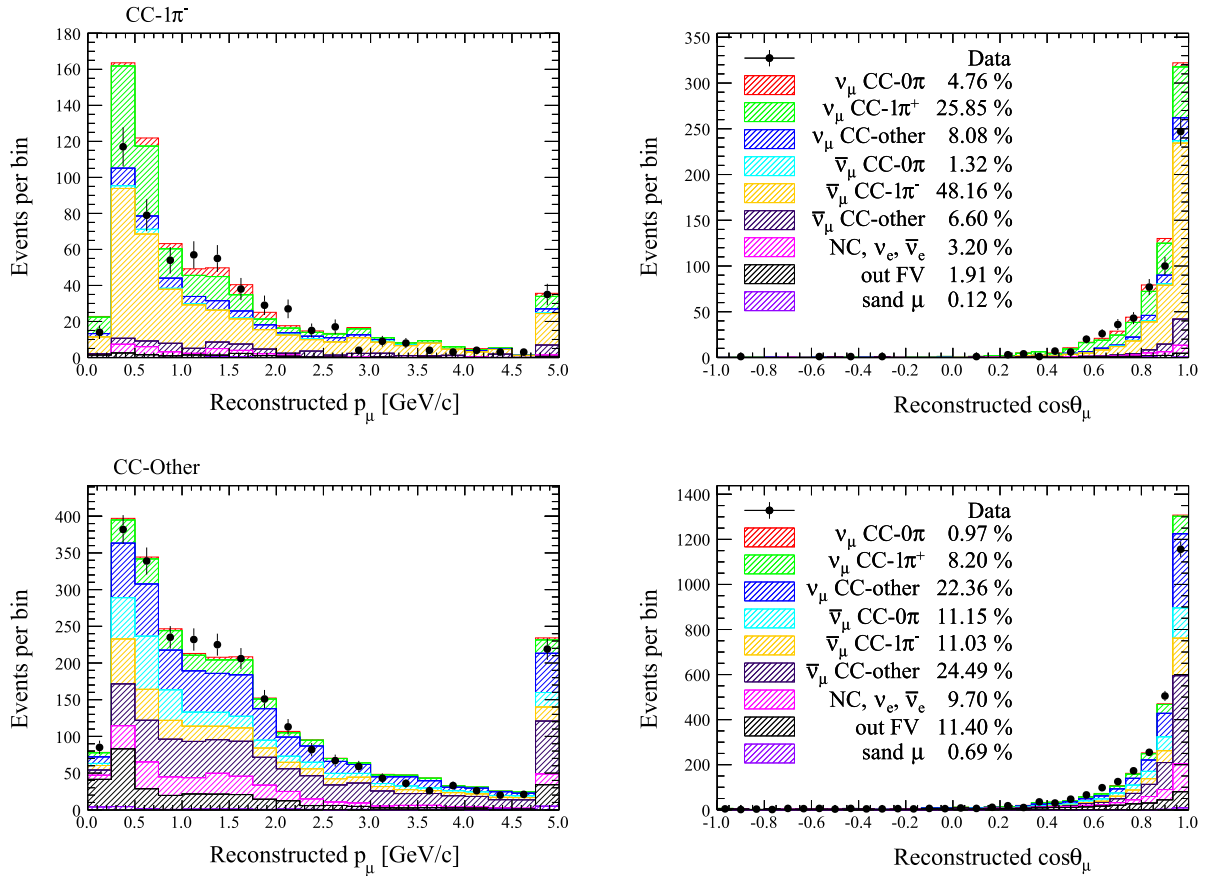 CC-1π⁻
Events per bin
180
160
140
120
100
80
60
40
20
0
0.0 0.5 1.0 1.5 2.0 2.5 3.0 3.5 4.0 4.5 5.0
Reconstructed p_μ [GeV/c]
Events per bin
350
300
250
200
150
100
50
0
Data
ν_μ CC-0π 4.76 %
ν_μ CC-1π⁺ 25.85 %
ν_μ CC-other 8.08 %
ν̅_μ CC-0π 1.32 %
ν̅_μ CC-1π⁻ 48.16 %
ν̅_μ CC-other 6.60 %
NC, ν_e, ν̅_e 3.20 %
out FV 1.91 %
sand μ 0.12 %
-1.0 -0.8 -0.6 -0.4 -0.2 0.0 0.2 0.4 0.6 0.8 1.0
Reconstructed cosθ_μ
CC-Other
Events per bin
400
350
300
250
200
150
100
50
0
0.0 0.5 1.0 1.5 2.0 2.5 3.0 3.5 4.0 4.5 5.0
Reconstructed p_μ [GeV/c]
Events per bin
1400
1200
1000
800
600
400
200
0
Data
ν_μ CC-0π 0.97 %
ν_μ CC-1π⁺ 8.20 %
ν_μ CC-other 22.36 %
ν̅_μ CC-0π 11.15 %
ν̅_μ CC-1π⁻ 11.03 %
ν̅_μ CC-other 24.49 %
NC, ν_e, ν̅_e 9.70 %
out FV 11.40 %
sand μ 0.69 %
-1.0 -0.8 -0.6 -0.4 -0.2 0.0 0.2 0.4 0.6 0.8 1.0
Reconstructed cosθ_μ